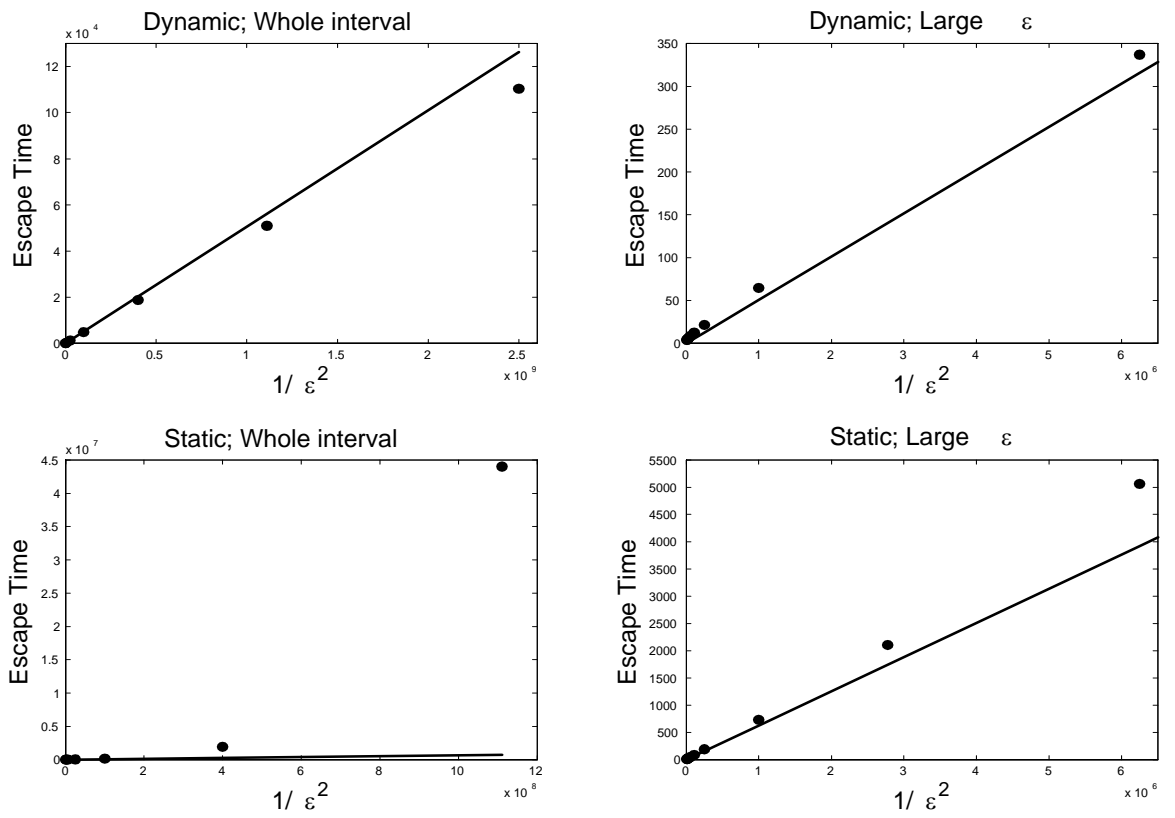 Dynamic; Whole interval
x 10 4
12
10
8
6
4
2
0
0 0.5 1 1.5 2 2.5
x 10 9
Escape Time
1/ ε2
Dynamic; Large ε
350
300
250
200
150
100
50
0
0 1 2 3 4 5 6
x 10 6
Escape Time
1/ ε2
Static; Whole interval
x 10 7
4.5
4
3.5
3
2.5
2
1.5
1
0.5
0
0 2 4 6 8 10 12
x 10 8
Escape Time
1/ ε2
Static; Large ε
5500
5000
4500
4000
3500
3000
2500
2000
1500
1000
500
0
0 1 2 3 4 5 6
x 10 6
Escape Time
1/ ε2